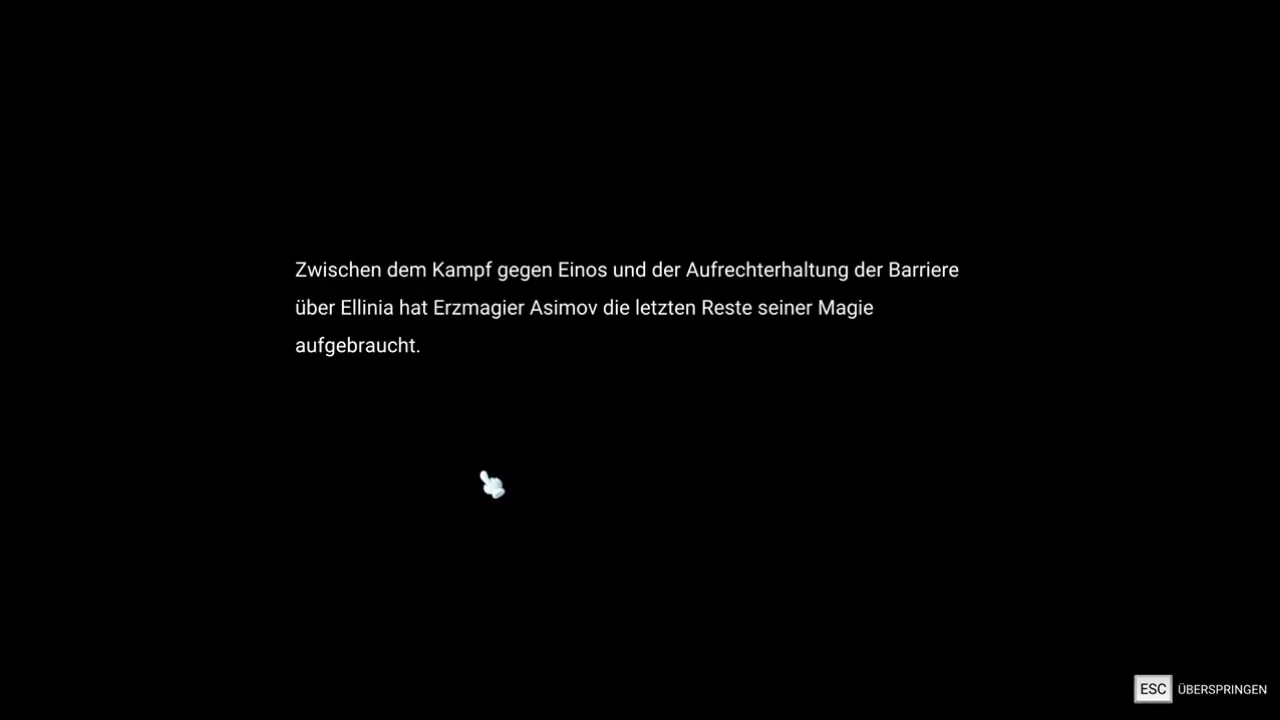 Zwischen dem Kampf gegen Einos und der Aufrechterhaltung der Barriere
über Ellinia hat Erzmagier Asimov die letzten Reste seiner Magie
aufgebraucht.
ESC ÜBERSPRINGEN